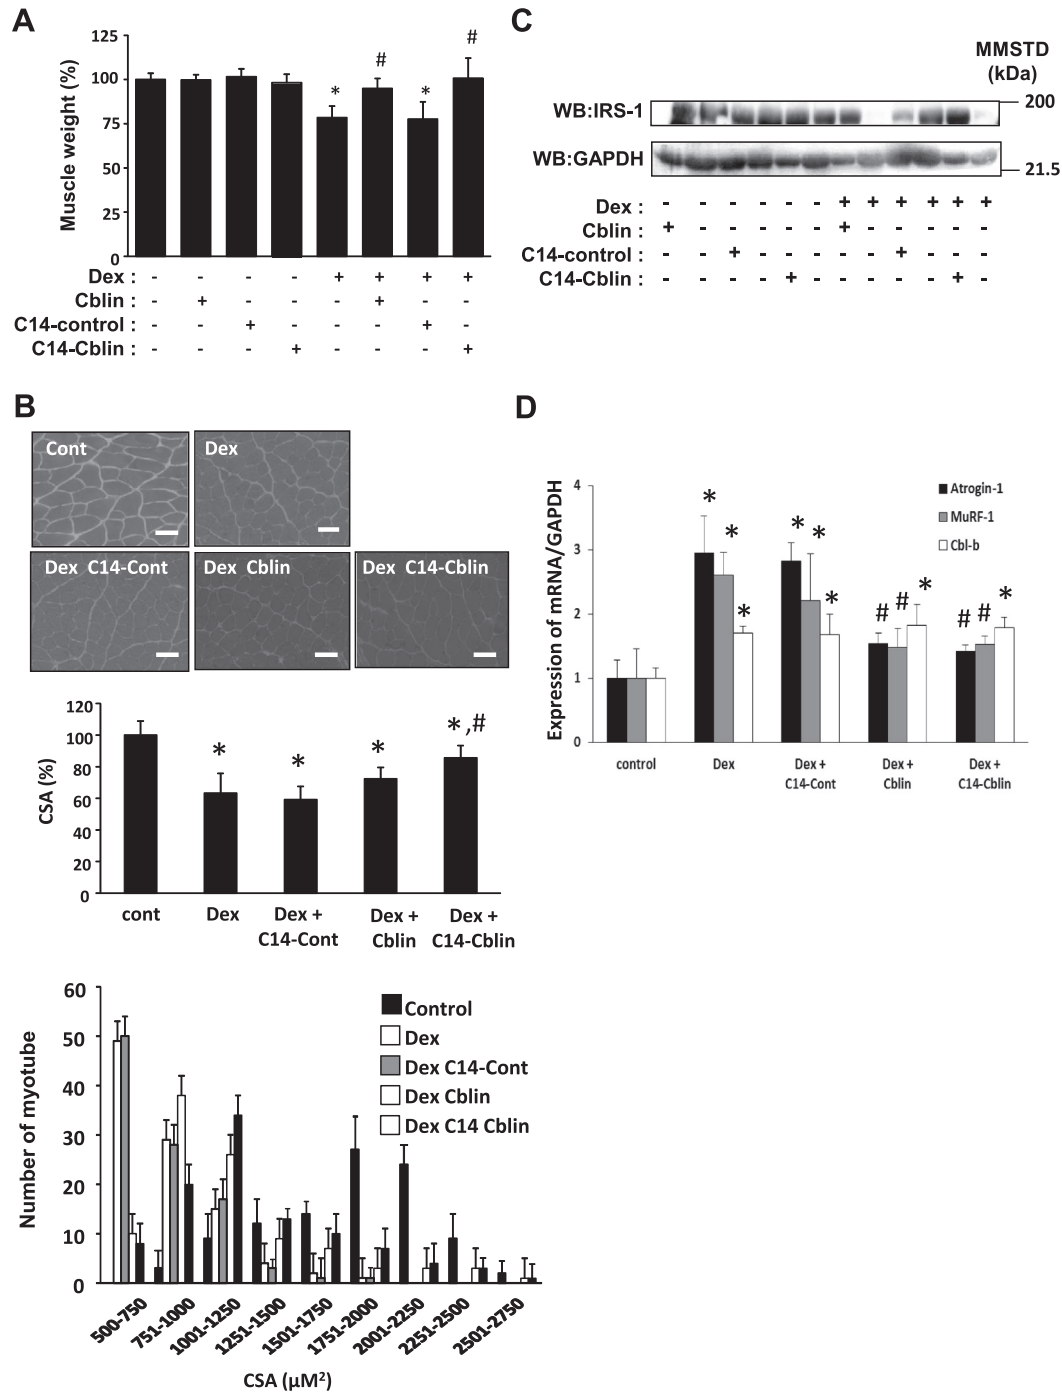 A
125
100
75
50
25
0
Muscle weight (%)
* # * #
Dex : - - - - + + + +
Cblin : - + - - - + - -
C14-control : - - + - - - + -
C14-Cblin : - - - + - - - +
C
MMSTD
(kDa)
WB:IRS-1
200
WB:GAPDH
21.5
Dex : - - - - - - + + + + + +
Cblin : + - - - - - + - - - - -
C14-control : - - + - - - - - + - - -
C14-Cblin : - - - - + - - - - - + -
B
Cont
Dex
Dex C14-Cont
Dex Cblin
Dex C14-Cblin
120
100
80
60
40
20
0
CSA (%)
* * * *,#
cont
Dex
Dex +
C14-Cont
Dex +
Cblin
Dex +
C14-Cblin
60
50
40
30
20
10
0
Number of myotube
Control
Dex
Dex C14-Cont
Dex Cblin
Dex C14 Cblin
500-750
751-1000
1001-1250
1251-1500
1501-1750
1751-2000
2001-2250
2251-2500
2501-2750
CSA (μM²)
D
4
3
2
1
0
Expression of mRNA/GAPDH
Atrogin-1
MuRF-1
Cbl-b
* * * * * * # # * # # *
control
Dex
Dex +
C14-Cont
Dex +
Cblin
Dex +
C14-Cblin